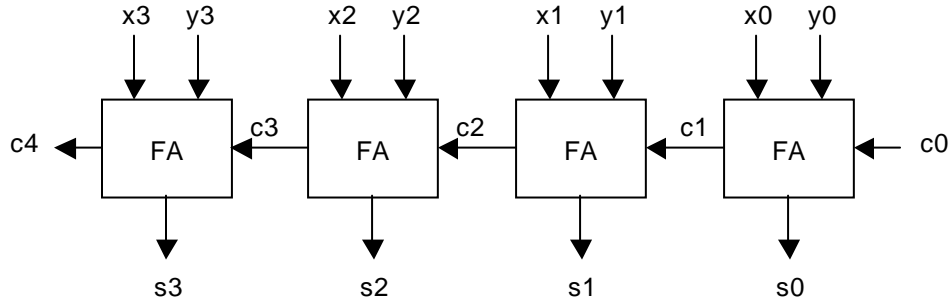 x3 y3 x2 y2 x1 y1 x0 y0
c4 FA c3 FA c2 FA c1 FA c0
s3 s2 s1 s0